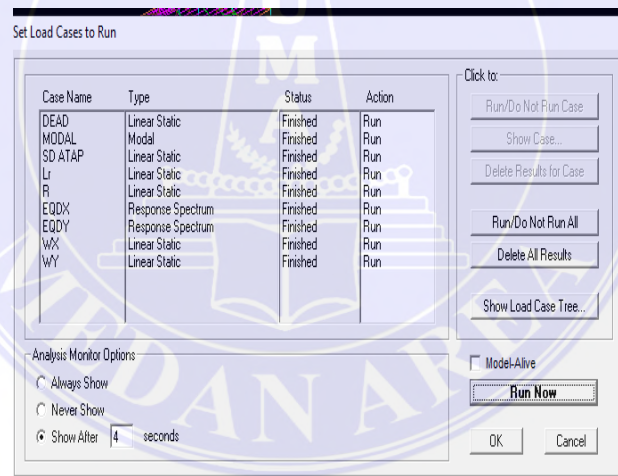 Set Load Cases to Run
Click to:
Case Name Type Status Action
DEAD Linear Static Finished Run
MODAL Modal Finished Run
SD ATAP Linear Static Finished Run
Lr Linear Static Finished Run
R Linear Static Finished Run
EQDX Response Spectrum Finished Run
EQDY Response Spectrum Finished Run
WX Linear Static Finished Run
WY Linear Static Finished Run
Run/Do Not Run Case
Show Case...
Delete Results for Case
Run/Do Not Run All
Delete All Results
Show Load Case Tree...
Analysis Monitor Options
Always Show
Never Show
Show After 4 seconds
Model-Alive
Run Now
OK Cancel
UMA
MEDAN AREA